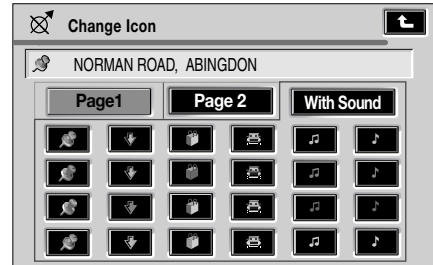 Change Icon
NORMAN ROAD, ABINGDON
Page1 Page 2 With Sound